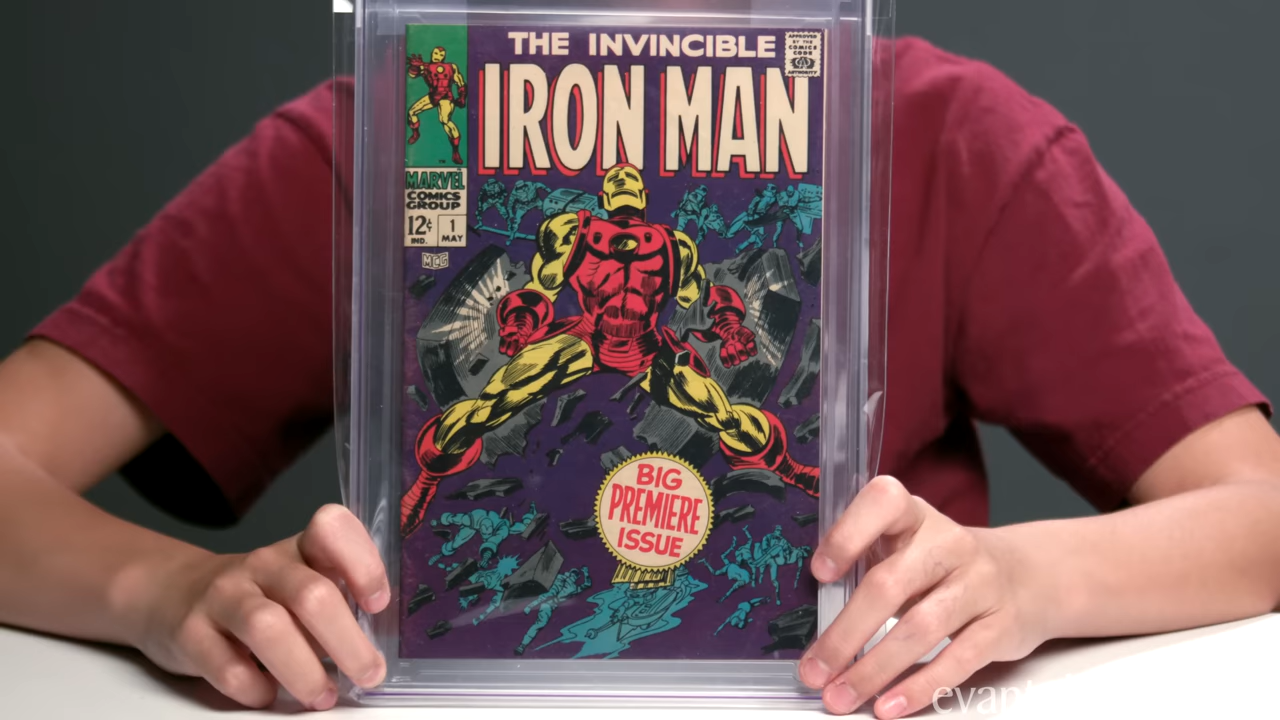 THE INVINCIBLE
IRON MAN
APPROVED
BY THE
COMICS
CODE
AUTHORITY
MARVEL
COMICS
GROUP
12¢
IND.
1
MAY
MCG
BIG
PREMIERE
ISSUE